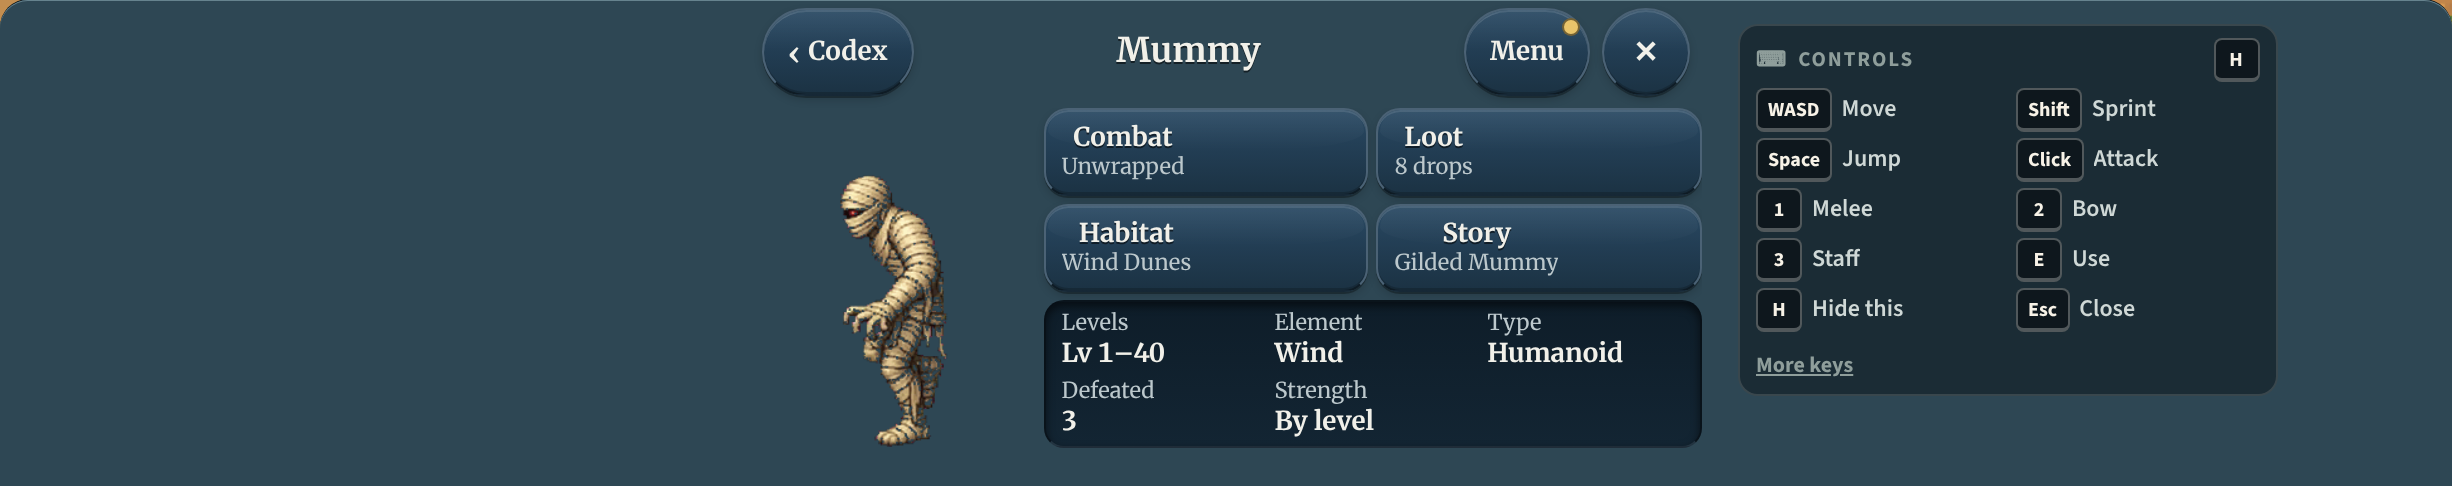 ‹ Codex
Mummy
Menu
✕
Combat
Unwrapped
Loot
8 drops
Habitat
Wind Dunes
Story
Gilded Mummy
Levels
Lv 1–40
Element
Wind
Type
Humanoid
Defeated
3
Strength
By level
CONTROLS
H
WASD Move
Shift Sprint
Space Jump
Click Attack
1 Melee
2 Bow
3 Staff
E Use
H Hide this
Esc Close
More keys